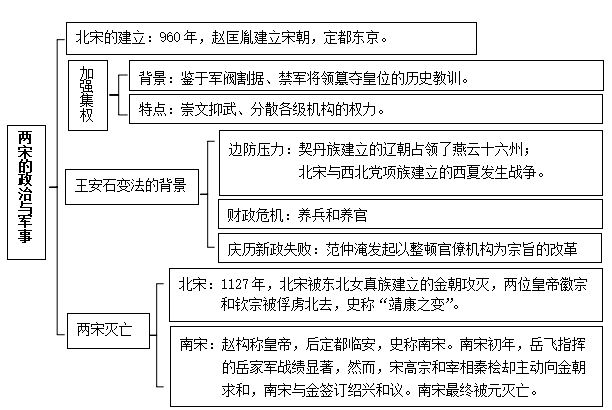 两宋的政治与军事
北宋的建立：960年，赵匡胤建立宋朝，定都东京。
加强集权
背景：鉴于军阀割据、禁军将领篡夺皇位的历史教训。
特点：崇文抑武、分散各级机构的权力。
王安石变法的背景
边防压力：契丹族建立的辽朝占领了燕云十六州；
北宋与西北党项族建立的西夏发生战争。
财政危机：养兵和养官
庆历新政失败：范仲淹发起以整顿官僚机构为宗旨的改革
两宋灭亡
北宋：1127年，北宋被东北女真族建立的金朝攻灭，两位皇帝徽宗
和钦宗被俘虏北去，史称“靖康之变”。
南宋：赵构称皇帝，后定都临安，史称南宋。南宋初年，岳飞指挥
的岳家军战绩显著，然而，宋高宗和宰相秦桧却主动向金朝
求和，南宋与金签订绍兴和议。南宋最终被元灭亡。